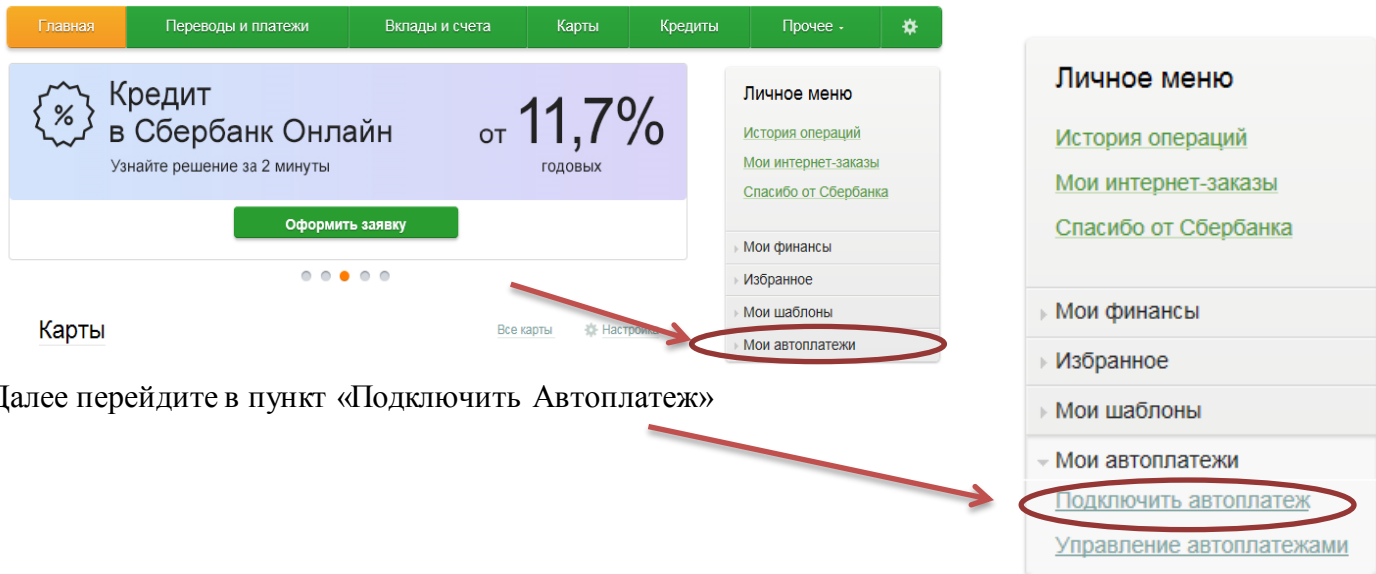 Главная Переводы и платежи Вклады и счета Карты Кредиты Прочее
Кредит
в Сбербанк Онлайн
Узнайте решение за 2 минуты
от 11,7%
годовых
Оформить заявку
Личное меню
История операций
Мои интернет-заказы
Спасибо от Сбербанка
Мои финансы
Избранное
Мои шаблоны
Мои автоплатежи
Карты
Все карты
Далее перейдите в пункт «Подключить Автоплатеж»
Личное меню
История операций
Мои интернет-заказы
Спасибо от Сбербанка
Мои финансы
Избранное
Мои шаблоны
Мои автоплатежи
Подключить автоплатеж
Управление автоплатежами